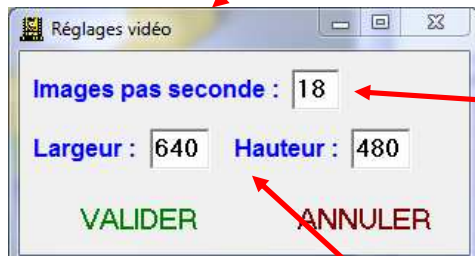 Réglages vidéo
Images pas seconde : 18
Largeur : 640 Hauteur : 480
VALIDER ANNULER